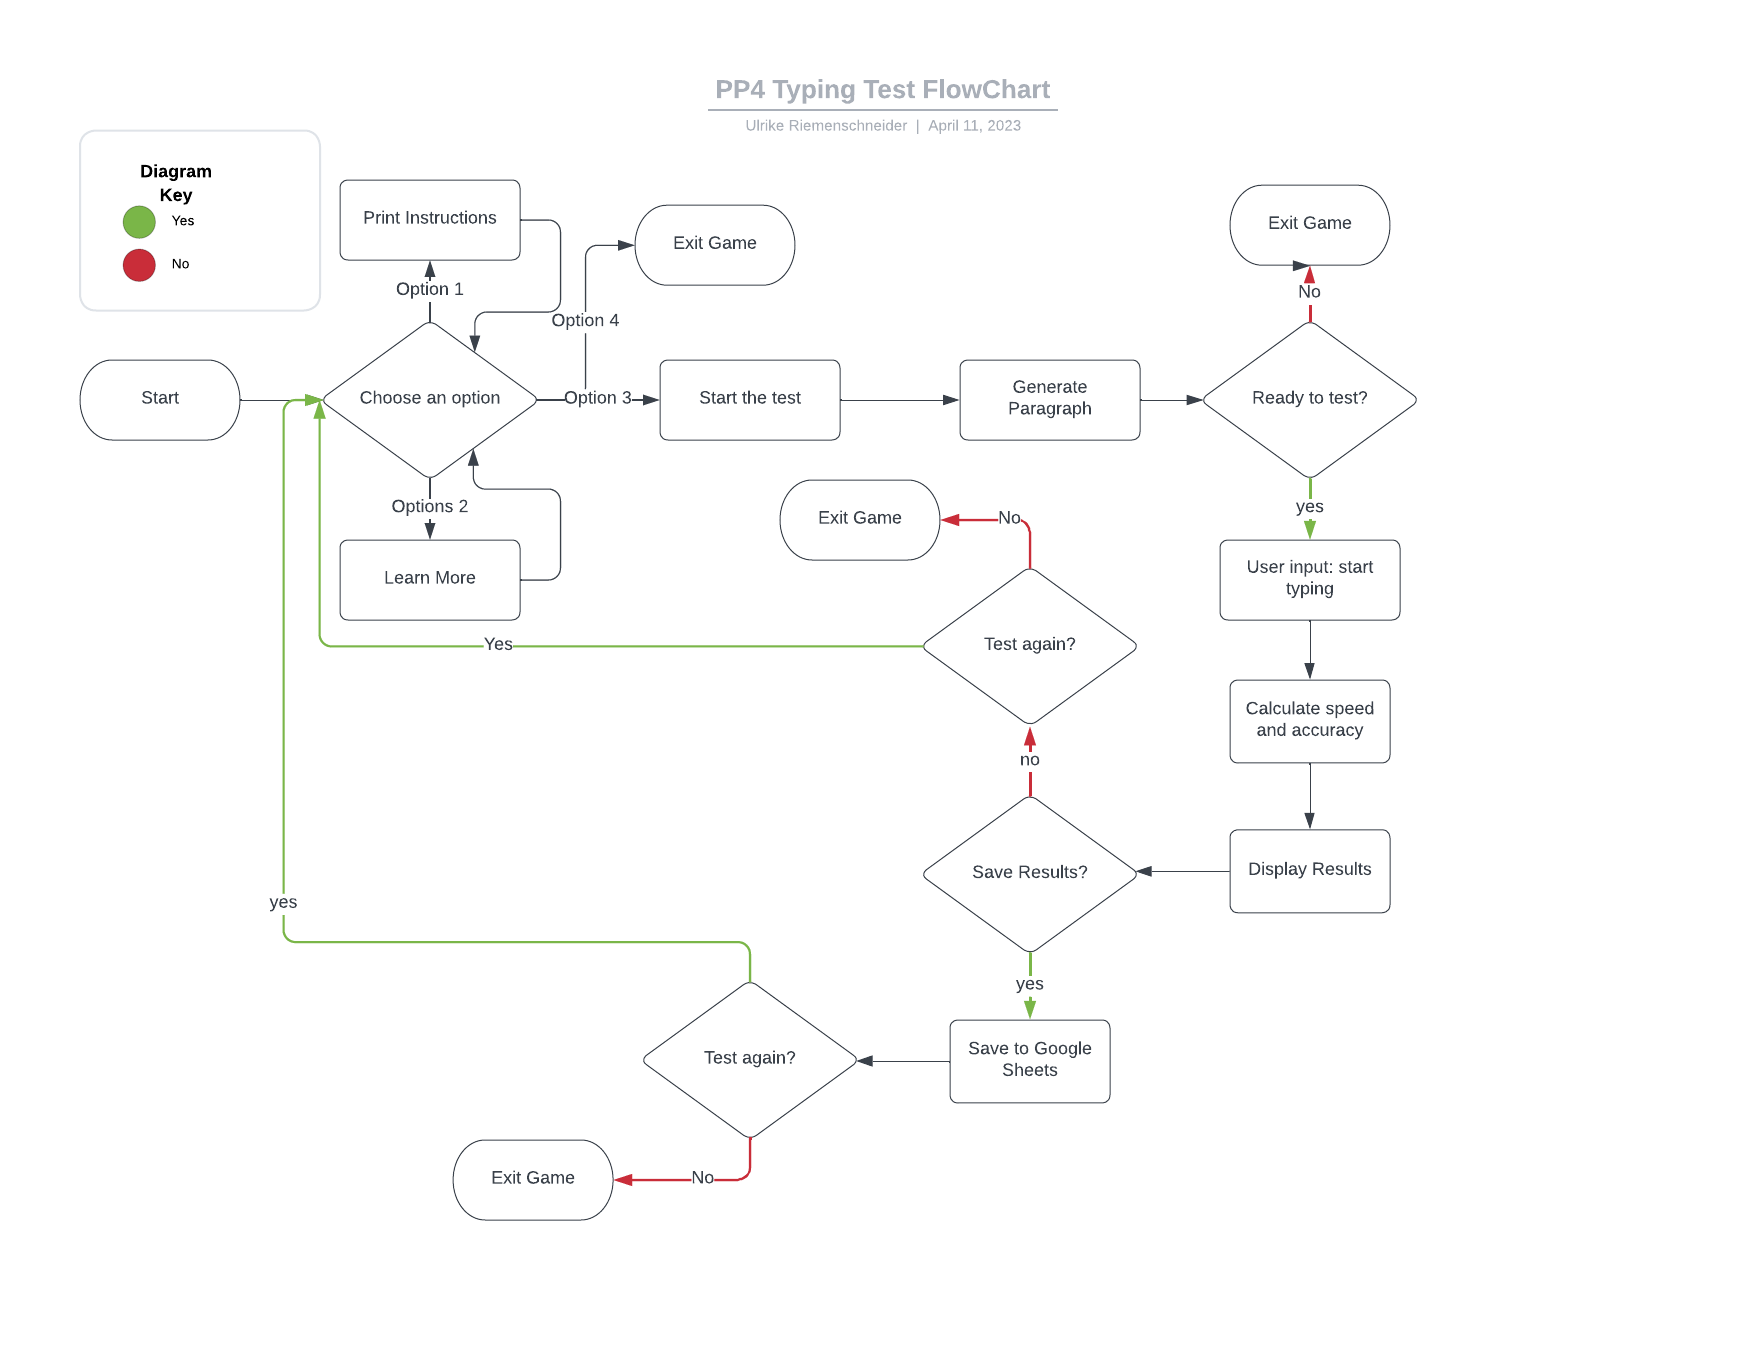 PP4 Typing Test FlowChart
Ulrike Riemenschneider | April 11, 2023
Diagram
Key
Yes
No
Print Instructions
Exit Game
Exit Game
Option 1
No
Option 4
Start
Choose an option
Option 3
Start the test
Generate
Paragraph
Ready to test?
Options 2
yes
Exit Game
No
Learn More
User input: start
typing
Yes
Test again?
Calculate speed
and accuracy
no
Save Results?
Display Results
yes
yes
Test again?
Save to Google
Sheets
Exit Game
No